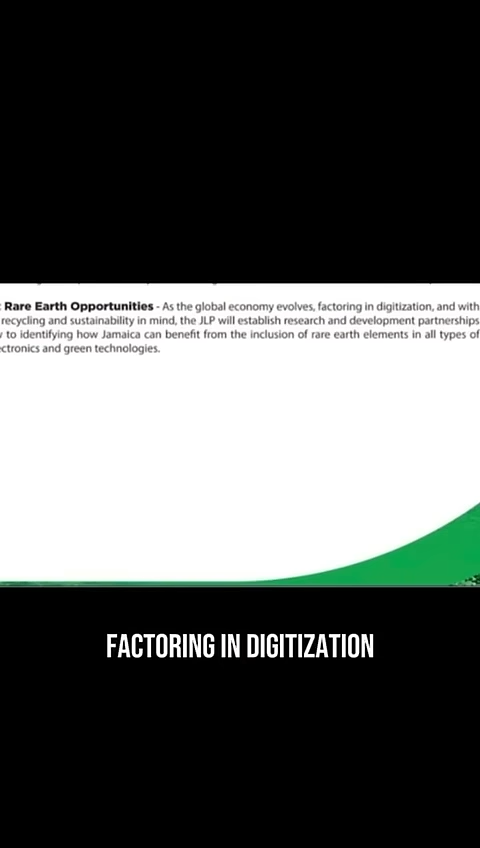 Rare Earth Opportunities - As the global economy evolves, factoring in digitization, and with
recycling and sustainability in mind, the JLP will establish research and development partnerships
to identifying how Jamaica can benefit from the inclusion of rare earth elements in all types of
and green technologies.
FACTORING IN DIGITIZATION